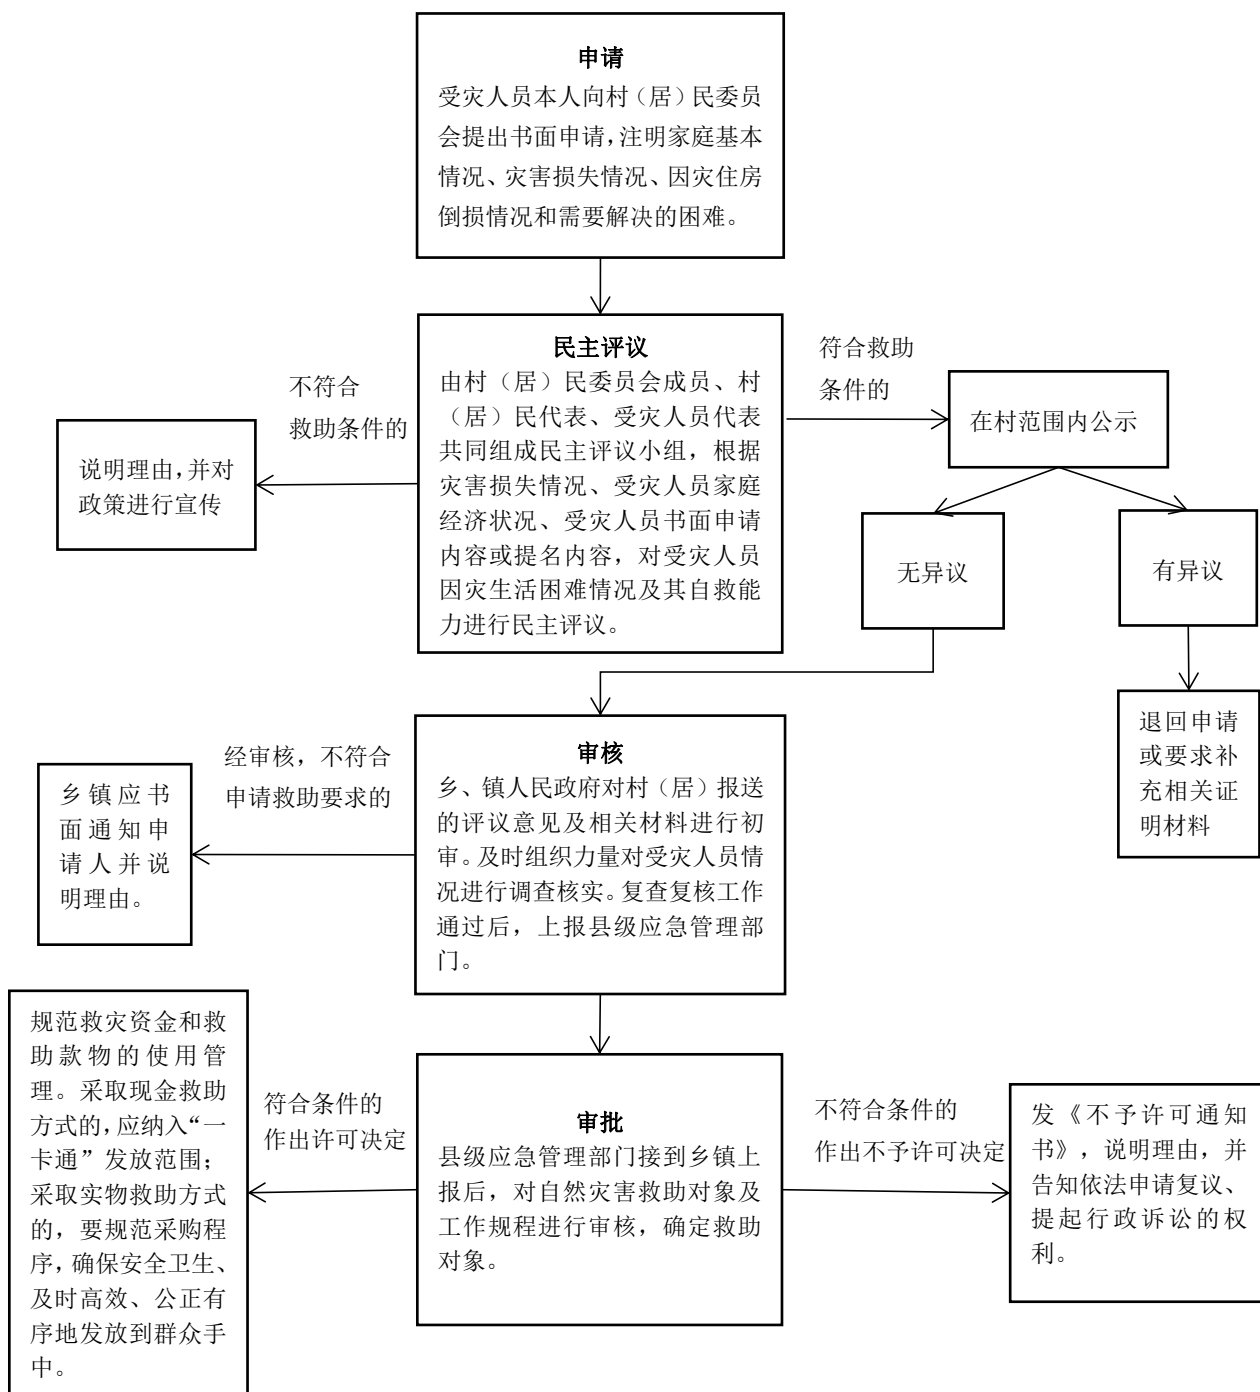 申请
受灾人员本人向村（居）民委员
会提出书面申请，注明家庭基本
情况、灾害损失情况、因灾住房
倒损情况和需要解决的困难。
民主评议
由村（居）民委员会成员、村
（居）民代表、受灾人员代表
共同组成民主评议小组，根据
灾害损失情况、受灾人员家庭
经济状况、受灾人员书面申请
内容或提名内容，对受灾人员
因灾生活困难情况及其自救能
力进行民主评议。
不符合
救助条件的
说明理由，并对
政策进行宣传
符合救助
条件的
在村范围内公示
无异议
有异议
退回申请
或要求补
充相关证
明材料
审核
乡、镇人民政府对村（居）报送
的评议意见及相关材料进行初
审。及时组织力量对受灾人员情
况进行调查核实。复查复核工作
通过后，上报县级应急管理部
门。
经审核，不符合
申请救助要求的
乡镇应书
面通知申
请人并说
明理由。
审批
县级应急管理部门接到乡镇上
报后，对自然灾害救助对象及
工作规程进行审核，确定救助
对象。
符合条件的
作出许可决定
规范救灾资金和救
助款物的使用管
理。采取现金救助
方式的，应纳入“一
卡通”发放范围；
采取实物救助方式
的，要规范采购程
序，确保安全卫生、
及时高效、公正有
序地发放到群众手
中。
不符合条件的
作出不予许可决定
发《不予许可通知
书》，说明理由，并
告知依法申请复议、
提起行政诉讼的权
利。